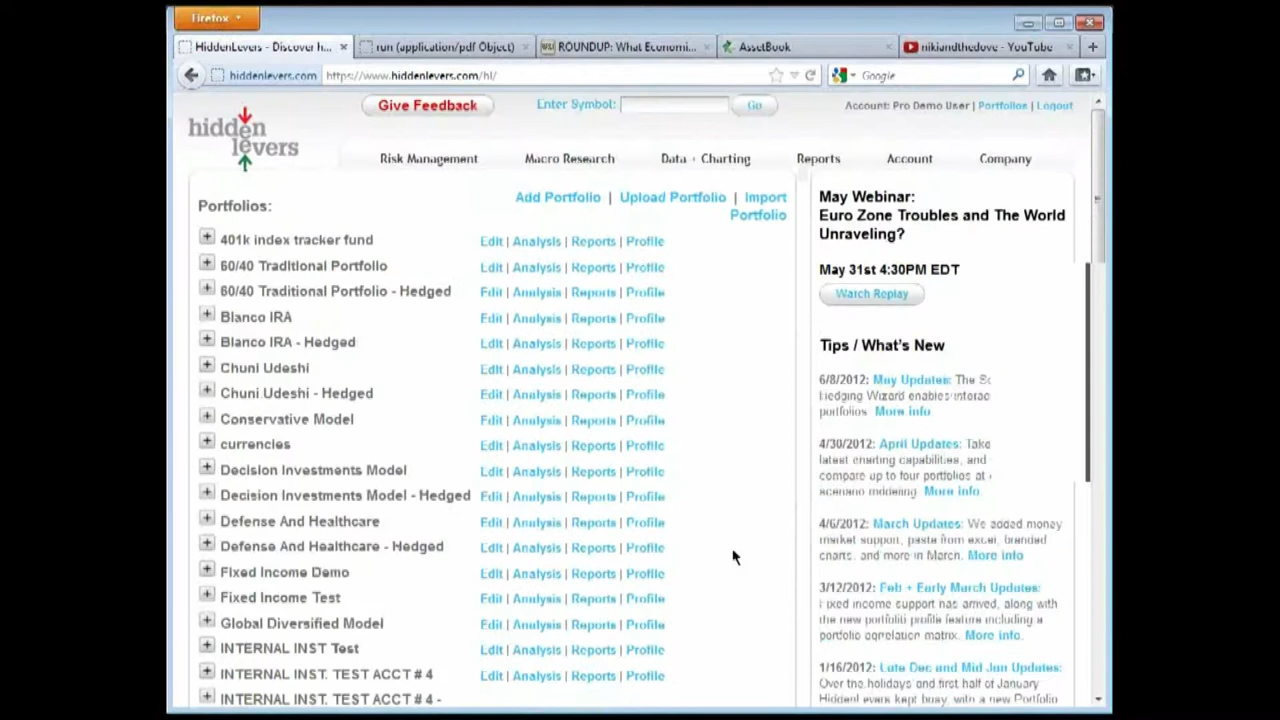 Firefox
HiddenLevers - Discover h...
run (application/pdf Object)
ROUNDUP: What Economi...
AssetBook
nikiandthedove - YouTube
hiddenlevers.com
https://www.hiddenlevers.com/hl/
Google
hidden levers
Give Feedback
Enter Symbol:
Go
Account: Pro Demo User | Portfolios | Logout
Risk Management
Macro Research
Data + Charting
Reports
Account
Company
Portfolios:
Add Portfolio | Upload Portfolio | Import
Portfolio
401k index tracker fund Edit | Analysis | Reports | Profile
60/40 Traditional Portfolio Edit | Analysis | Reports | Profile
60/40 Traditional Portfolio - Hedged Edit | Analysis | Reports | Profile
Blanco IRA Edit | Analysis | Reports | Profile
Blanco IRA - Hedged Edit | Analysis | Reports | Profile
Chuni Udeshi Edit | Analysis | Reports | Profile
Chuni Udeshi - Hedged Edit | Analysis | Reports | Profile
Conservative Model Edit | Analysis | Reports | Profile
currencies Edit | Analysis | Reports | Profile
Decision Investments Model Edit | Analysis | Reports | Profile
Decision Investments Model - Hedged Edit | Analysis | Reports | Profile
Defense And Healthcare Edit | Analysis | Reports | Profile
Defense And Healthcare - Hedged Edit | Analysis | Reports | Profile
Fixed Income Demo Edit | Analysis | Reports | Profile
Fixed Income Test Edit | Analysis | Reports | Profile
Global Diversified Model Edit | Analysis | Reports | Profile
INTERNAL INST Test Edit | Analysis | Reports | Profile
INTERNAL INST. TEST ACCT # 4 Edit | Analysis | Reports | Profile
INTERNAL INST. TEST ACCT # 4 -
May Webinar:
Euro Zone Troubles and The World
Unraveling?
May 31st 4:30PM EDT
Watch Replay
Tips / What's New
6/8/2012: May Updates: The Sc
Hedging Wizard enables interac
portfolios. More info
4/30/2012: April Updates: Take
latest charting capabilities, and
compare up to four portfolios at
scenario modeling. More info
4/6/2012: March Updates: We added money
market support, paste from excel, branded
charts, and more in March. More info
3/12/2012: Feb + Early March Updates:
Fixed income support has arrived, along with
the new portfolio profile feature including a
portfolio correlation matrix. More info.
1/16/2012: Late Dec and Mid Jan Updates:
Over the holidays and first half of January
HiddenLevers kept busy, with a new Portfolio